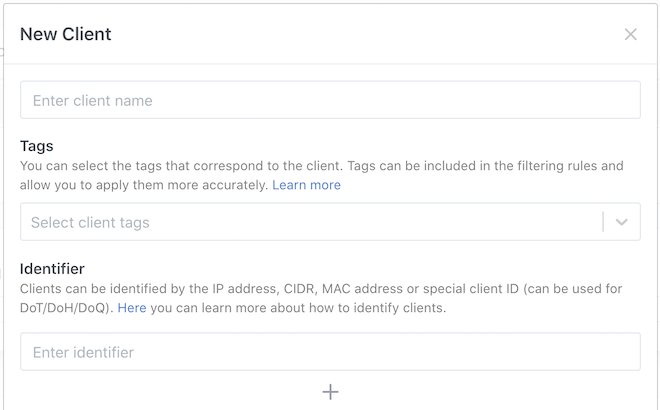 New Client
Enter client name
Tags
You can select the tags that correspond to the client. Tags can be included in the filtering rules and
allow you to apply them more accurately. Learn more
Select client tags
Identifier
Clients can be identified by the IP address, CIDR, MAC address or special client ID (can be used for
DoT/DoH/DoQ). Here you can learn more about how to identify clients.
Enter identifier